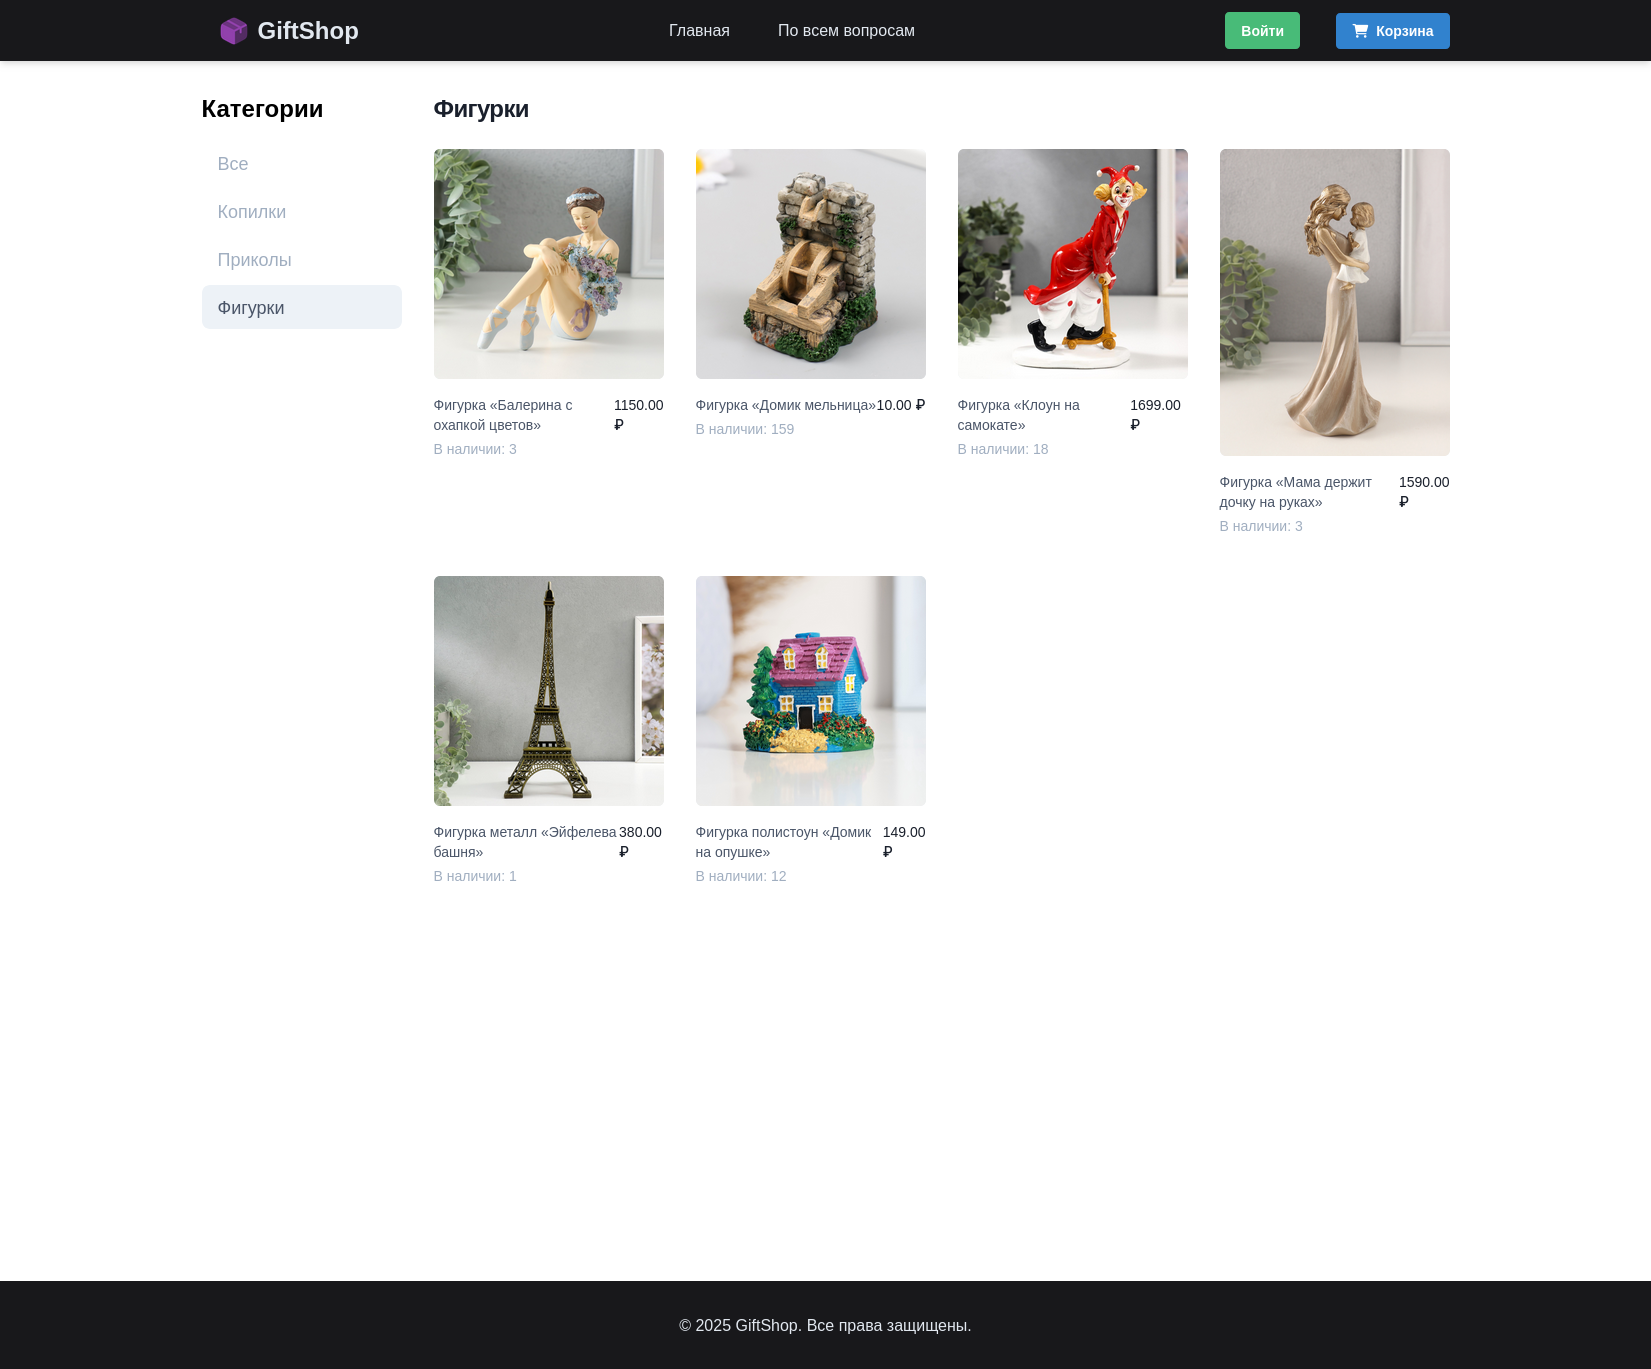 GiftShop
Главная
По всем вопросам
Войти
Корзина
Категории
Все
Копилки
Приколы
Фигурки
Фигурки
Фигурка «Балерина с
охапкой цветов»
1150.00
₽
В наличии: 3
Фигурка «Домик мельница»
10.00 ₽
В наличии: 159
Фигурка «Клоун на
самокате»
1699.00
₽
В наличии: 18
Фигурка «Мама держит
дочку на руках»
1590.00
₽
В наличии: 3
Фигурка металл «Эйфелева
башня»
380.00
₽
В наличии: 1
Фигурка полистоун «Домик
на опушке»
149.00
₽
В наличии: 12
© 2025 GiftShop. Все права защищены.